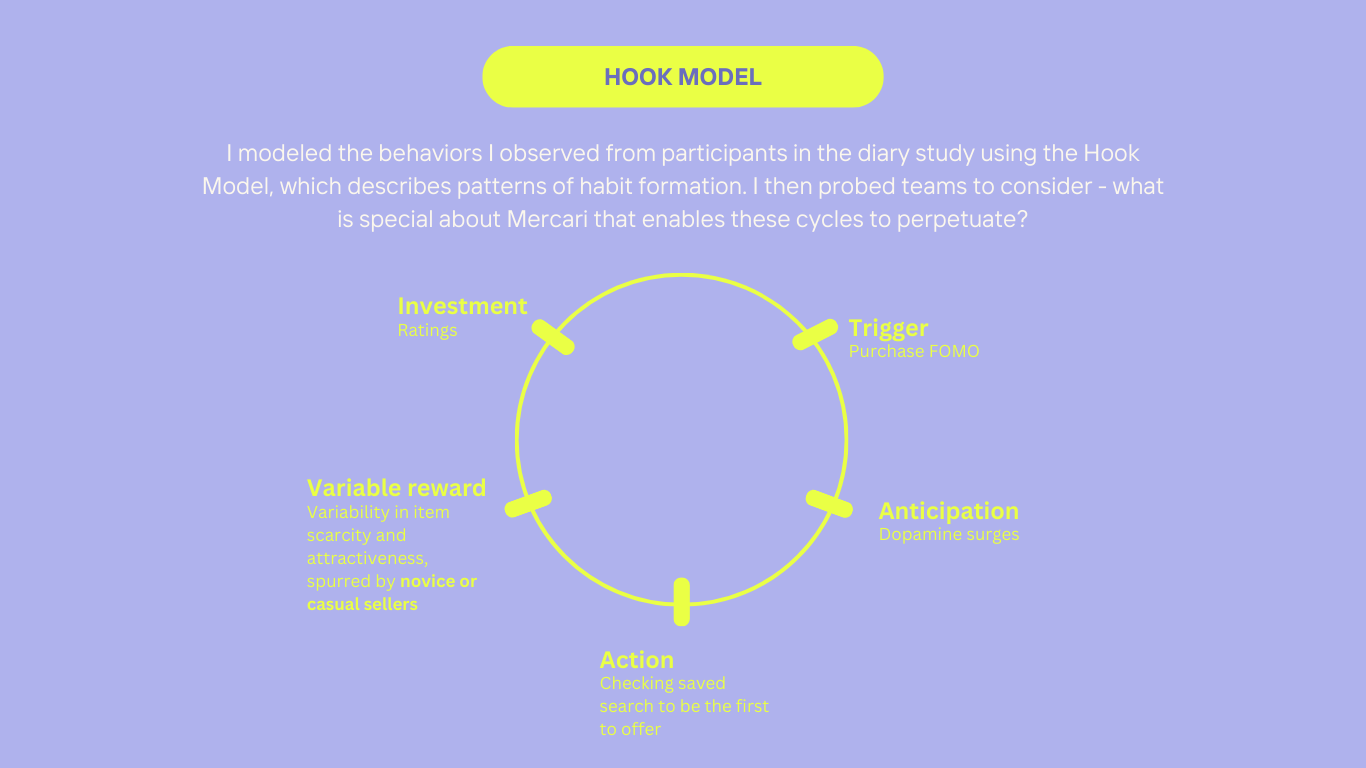 HOOK MODEL
I modeled the behaviors I observed from participants in the diary study using the Hook
Model, which describes patterns of habit formation. I then probed teams to consider - what
is special about Mercari that enables these cycles to perpetuate?
Investment
Ratings
Trigger
Purchase FOMO
Variable reward
Variability in item
scarcity and
attractiveness,
spurred by novice or
casual sellers
Anticipation
Dopamine surges
Action
Checking saved
search to be the first
to offer